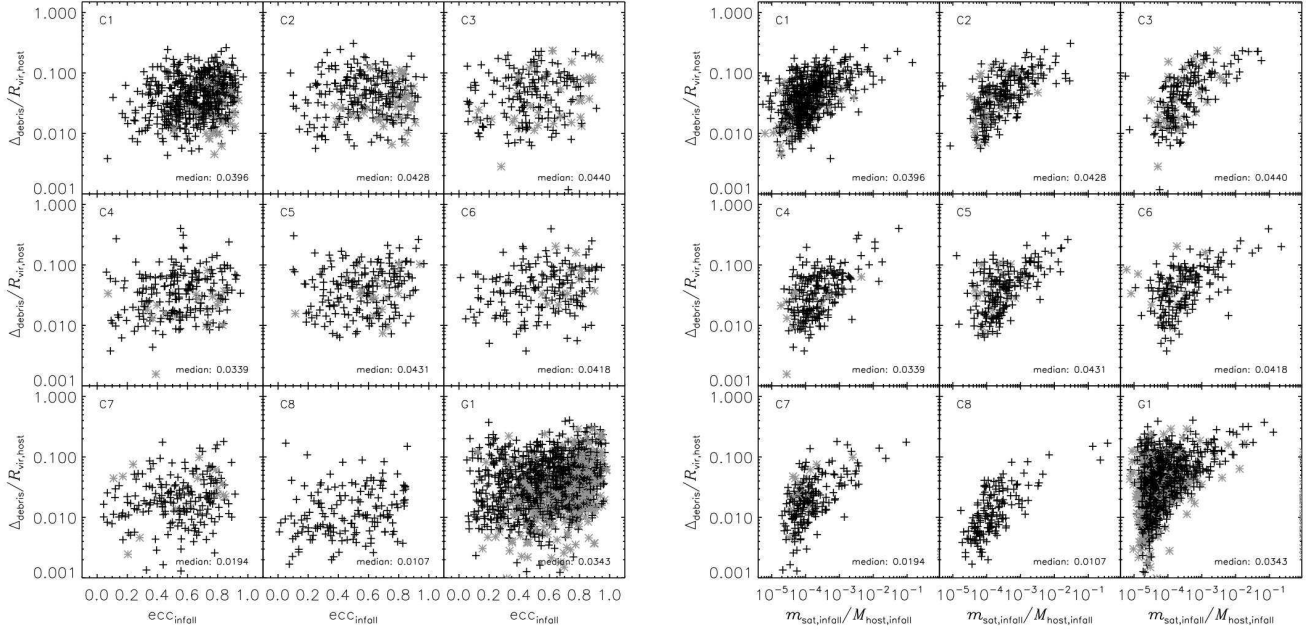 C1 C2 C3
1.000
0.100
0.010
0.001
Δdebris/Rvir,host
median: 0.0396 median: 0.0428 median: 0.0440
C4 C5 C6
1.000
0.100
0.010
0.001
Δdebris/Rvir,host
median: 0.0339 median: 0.0431 median: 0.0418
C7 C8 G1
1.000
0.100
0.010
0.001
Δdebris/Rvir,host
median: 0.0194 median: 0.0107 median: 0.0343
0.0 0.2 0.4 0.6 0.8 0.0 0.2 0.4 0.6 0.8 0.0 0.2 0.4 0.6 0.8 1.0
eccinfall eccinfall eccinfall
C1 C2 C3
1.000
0.100
0.010
0.001
Δdebris/Rvir,host
median: 0.0396 median: 0.0428 median: 0.0440
C4 C5 C6
1.000
0.100
0.010
0.001
Δdebris/Rvir,host
median: 0.0339 median: 0.0431 median: 0.0418
C7 C8 G1
1.000
0.100
0.010
0.001
Δdebris/Rvir,host
median: 0.0194 median: 0.0107 median: 0.0343
10⁻⁵ 10⁻⁴ 10⁻³ 10⁻² 10⁻¹ 10⁻⁵ 10⁻⁴ 10⁻³ 10⁻² 10⁻¹ 10⁻⁵ 10⁻⁴ 10⁻³ 10⁻² 10⁻¹ 10⁰
msat,infall/Mhost,infall msat,infall/Mhost,infall msat,infall/Mhost,infall